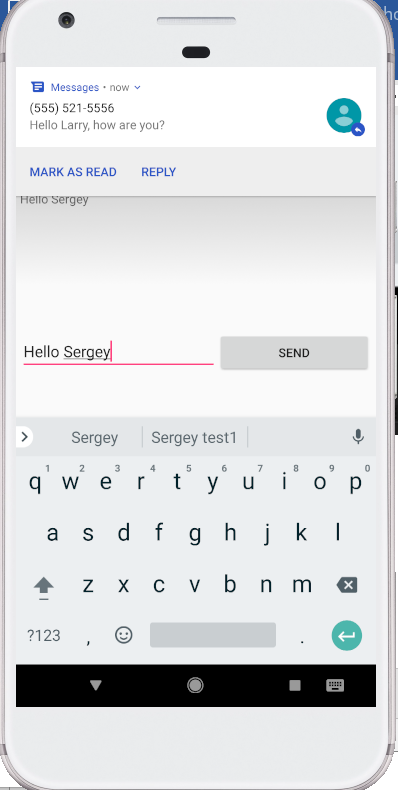 Messages • now
(555) 521-5556
Hello Larry, how are you?
MARK AS READ REPLY
Hello Sergey
Hello Sergey SEND
Sergey Sergey test1
1 2 3 4 5 6 7 8 9 0
q w e r t y u i o p
a s d f g h j k l
z x c v b n m
?123 , .